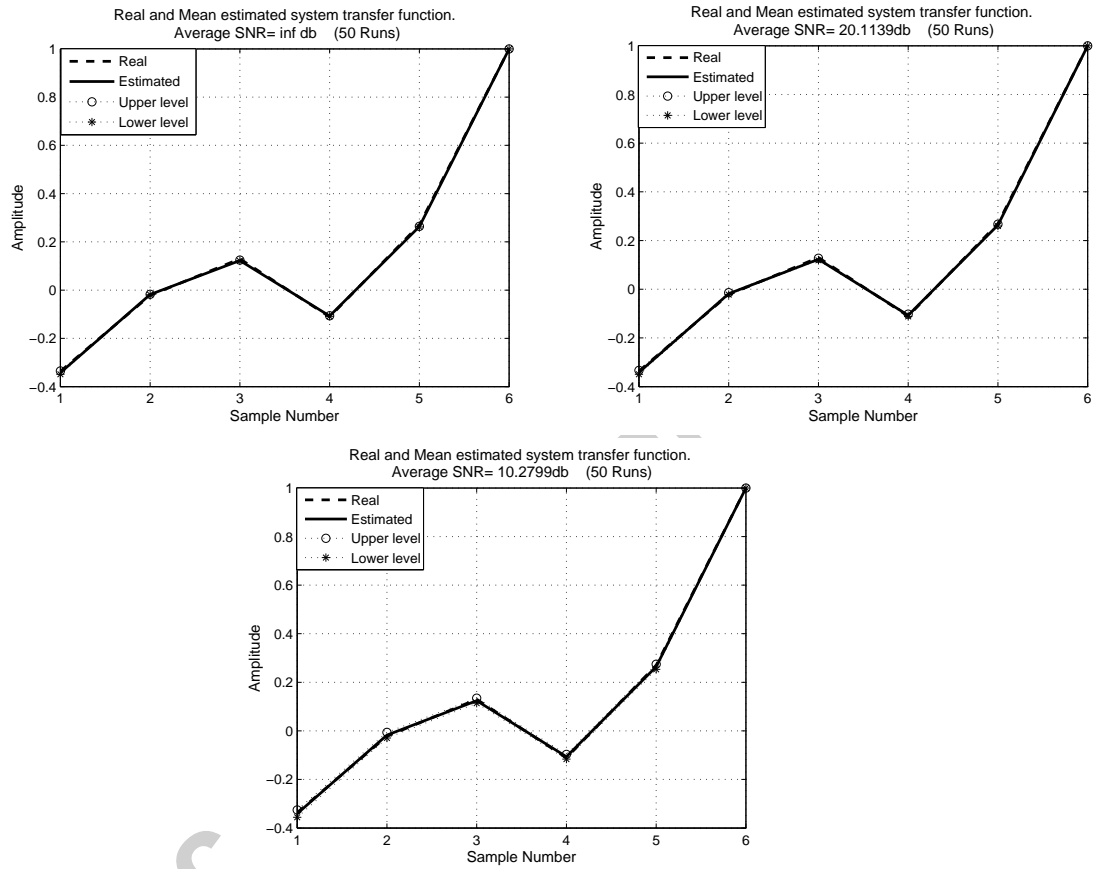 Real and Mean estimated system transfer function.
Average SNR= inf db (50 Runs)
1
0.8
0.6
0.4
0.2
0
−0.2
−0.4
Amplitude
Real
Estimated
Upper level
Lower level
1 2 3 4 5 6
Sample Number
Real and Mean estimated system transfer function.
Average SNR= 20.1139db (50 Runs)
1
0.8
0.6
0.4
0.2
0
−0.2
−0.4
Amplitude
Real
Estimated
Upper level
Lower level
1 2 3 4 5 6
Sample Number
Real and Mean estimated system transfer function.
Average SNR= 10.2799db (50 Runs)
1
0.8
0.6
0.4
0.2
0
−0.2
−0.4
Amplitude
Real
Estimated
Upper level
Lower level
1 2 3 4 5 6
Sample Number